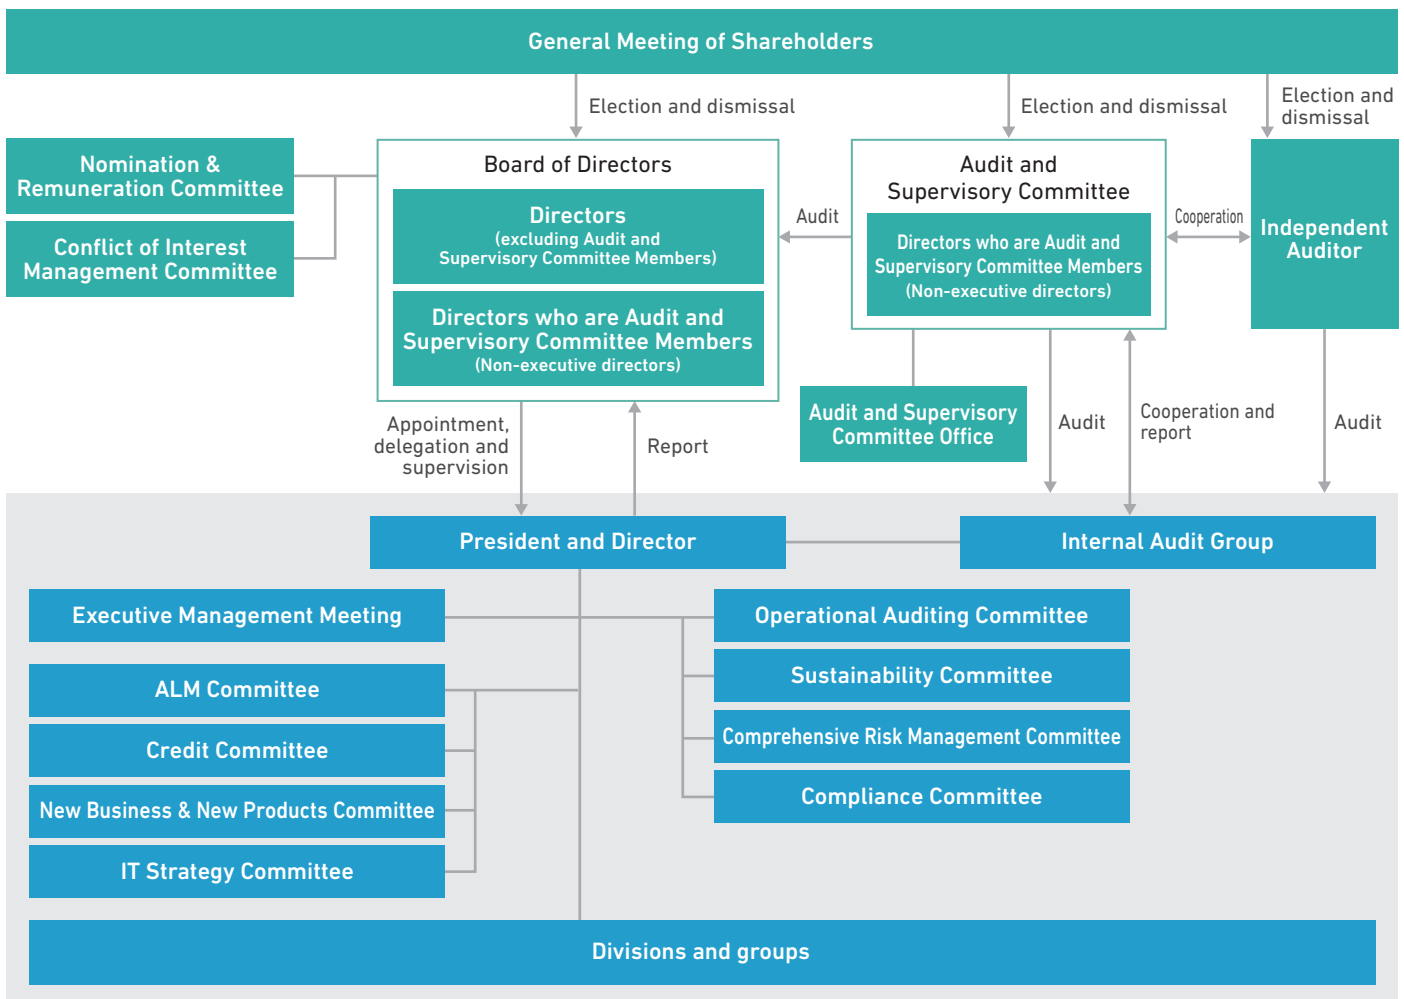 General Meeting of Shareholders
Election and dismissal
Election and dismissal
Election and
dismissal
Nomination &
Remuneration Committee
Conflict of Interest
Management Committee
Board of Directors
Directors
(excluding Audit and
Supervisory Committee Members)
Directors who are Audit and
Supervisory Committee Members
(Non-executive directors)
Audit
Audit and
Supervisory Committee
Directors who are Audit and
Supervisory Committee Members
(Non-executive directors)
Cooperation
Independent
Auditor
Audit and Supervisory
Committee Office
Appointment,
delegation and
supervision
Report
Audit
Cooperation and
report
Audit
President and Director
Internal Audit Group
Executive Management Meeting
ALM Committee
Credit Committee
New Business & New Products Committee
IT Strategy Committee
Operational Auditing Committee
Sustainability Committee
Comprehensive Risk Management Committee
Compliance Committee
Divisions and groups